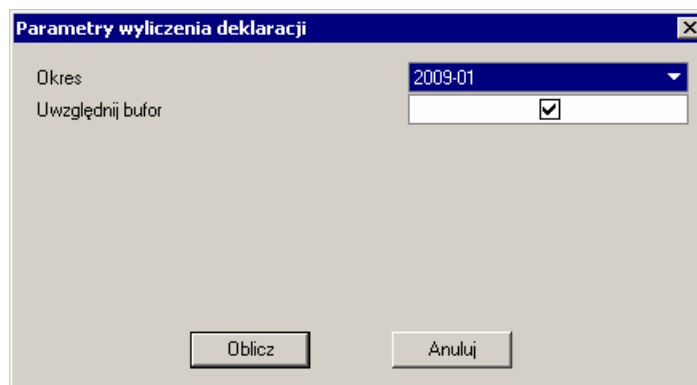 Parametry wyliczenia deklaracji
Okres 2009-01
Uwzględnij bufor
Oblicz Anuluj